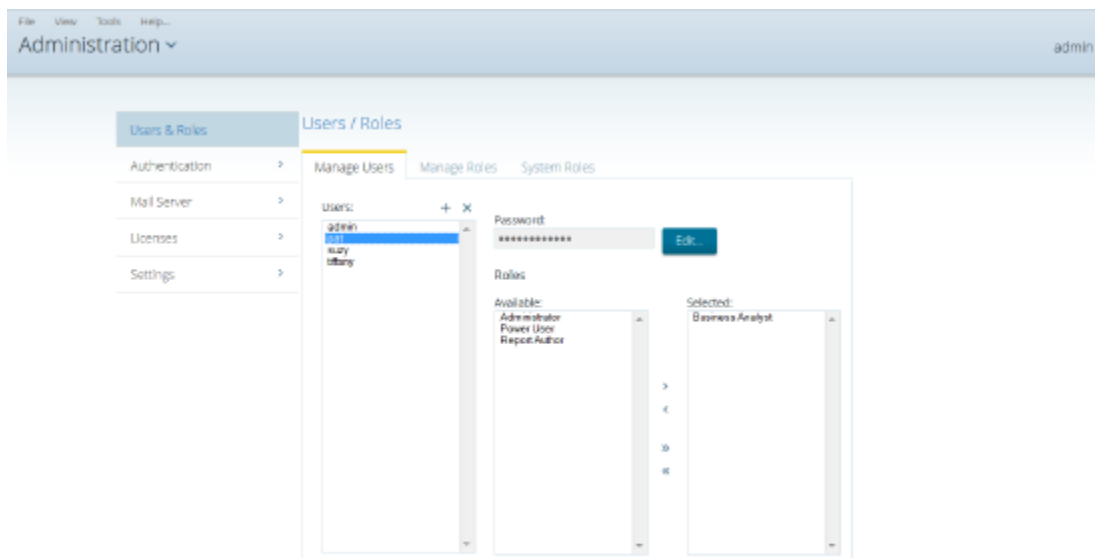 File View Tools Help...
Administration
admin
Users & Roles
Authentication
Mail Server
Licenses
Settings
Users / Roles
Manage Users Manage Roles System Roles
Users:
admin
pat
suzy
tiffany
Password:
************
Edit...
Roles
Available:
Administrator
Power User
Report Author
Selected:
Business Analyst